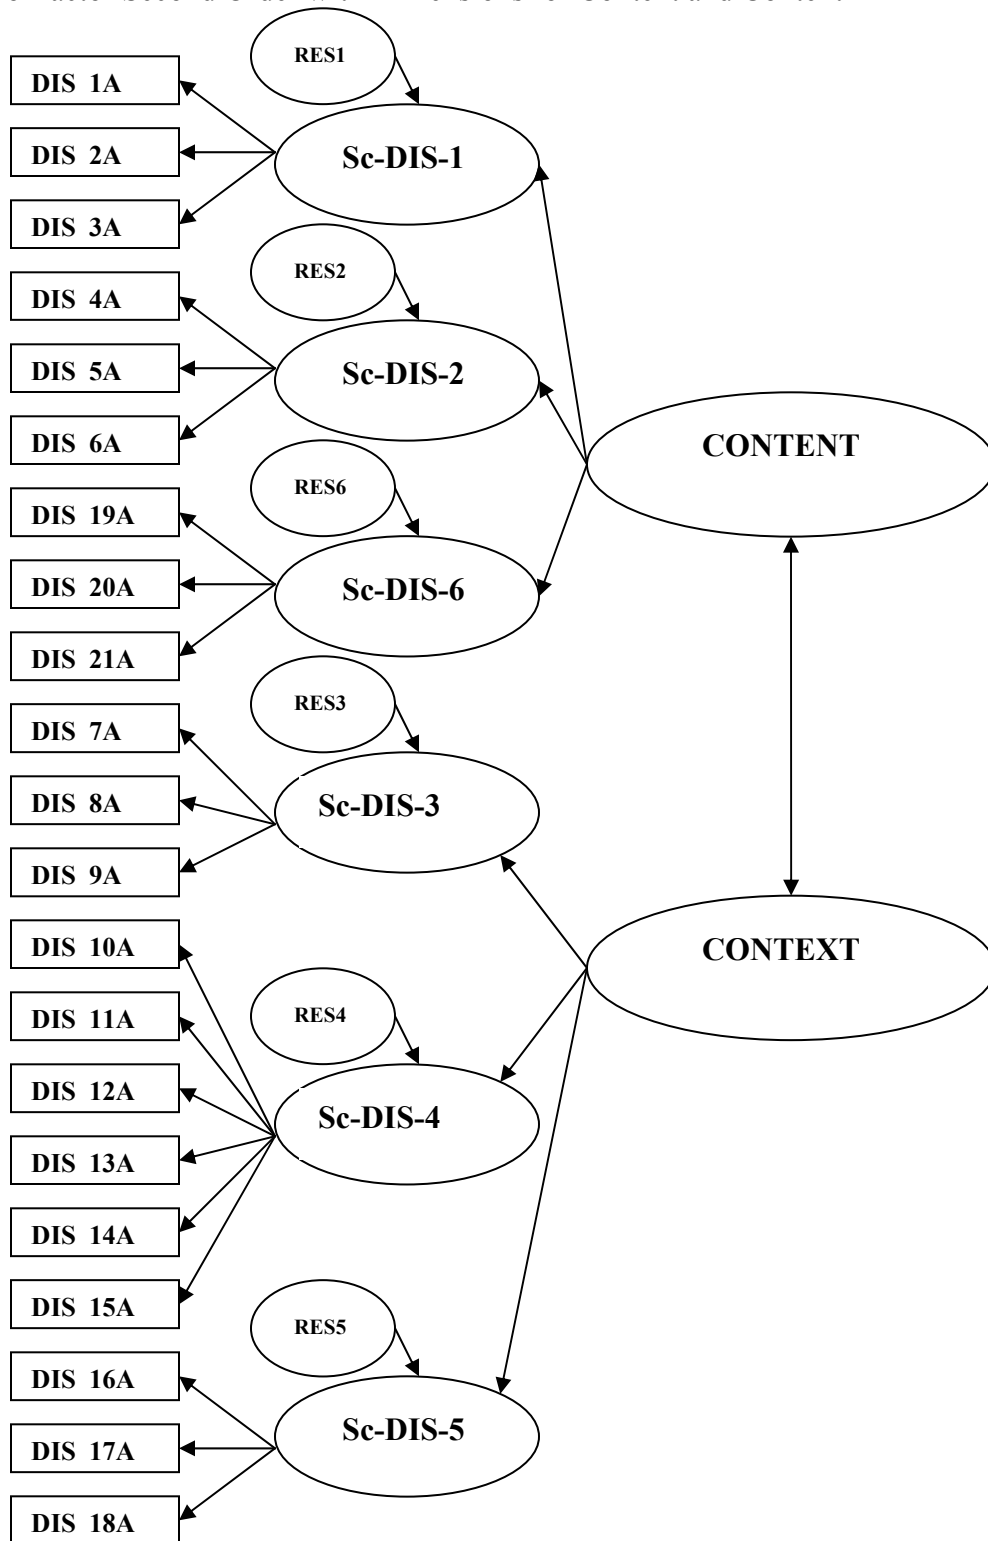 RES1
DIS 1A
Sc-DIS-1
DIS 2A
DIS 3A
RES2
DIS 4A
Sc-DIS-2
DIS 5A
DIS 6A
CONTENT
RES6
DIS 19A
Sc-DIS-6
DIS 20A
DIS 21A
RES3
DIS 7A
Sc-DIS-3
DIS 8A
DIS 9A
DIS 10A
CONTEXT
RES4
DIS 11A
DIS 12A
Sc-DIS-4
DIS 13A
DIS 14A
DIS 15A
RES5
DIS 16A
Sc-DIS-5
DIS 17A
DIS 18A